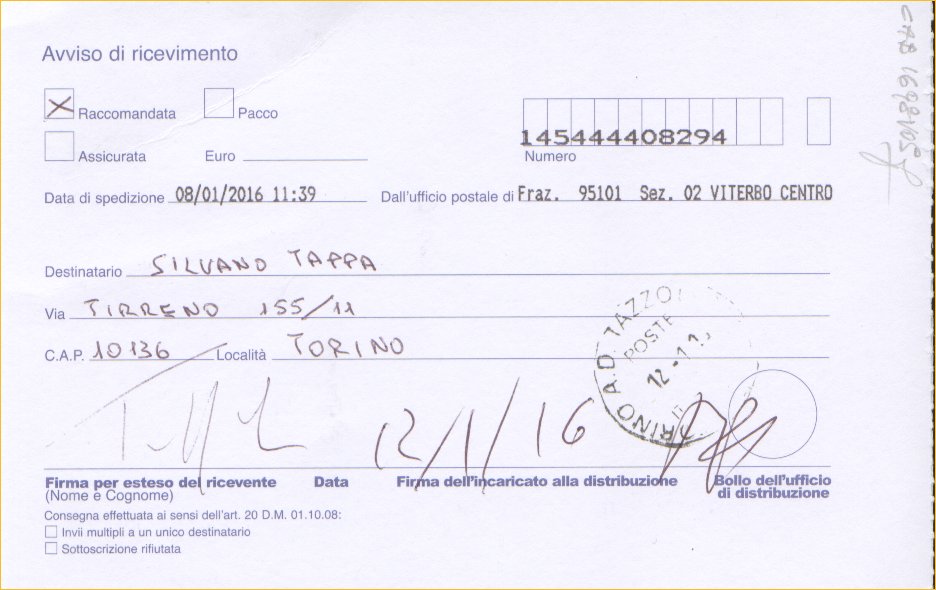 Avviso di ricevimento
Raccomandata Pacco
Assicurata Euro
145444408294
Numero
Data di spedizione 08/01/2016 11:39 Dall'ufficio postale di Fraz. 95101 Sez. 02 VITERBO CENTRO
Destinatario SILVANO TAPPA
Via TIRRENO 155/11
C.A.P. 10136 Località TORINO
12/1/16
POSTE
Firma per esteso del ricevente Data Firma dell'incaricato alla distribuzione Bollo dell'ufficio
(Nome e Cognome) di distribuzione
Consegna effettuata ai sensi dell'art. 20 D.M. 01.10.08:
Invii multipli a un unico destinatario
Sottoscrizione rifiutata